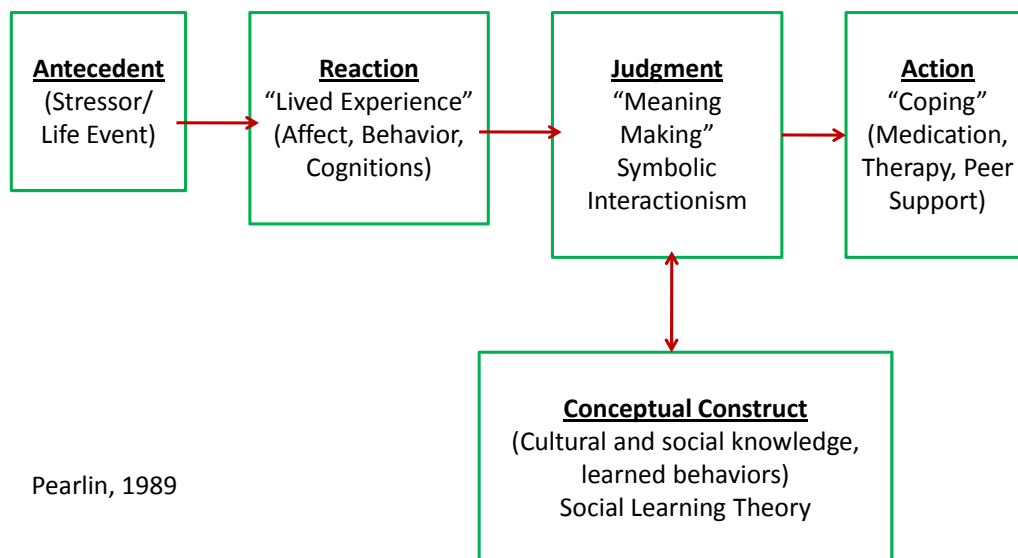 Antecedent
(Stressor/
Life Event)
Reaction
“Lived Experience”
(Affect, Behavior,
Cognitions)
Judgment
“Meaning
Making”
Symbolic
Interactionism
Action
“Coping”
(Medication,
Therapy, Peer
Support)
Conceptual Construct
(Cultural and social knowledge,
learned behaviors)
Social Learning Theory
Pearlin, 1989